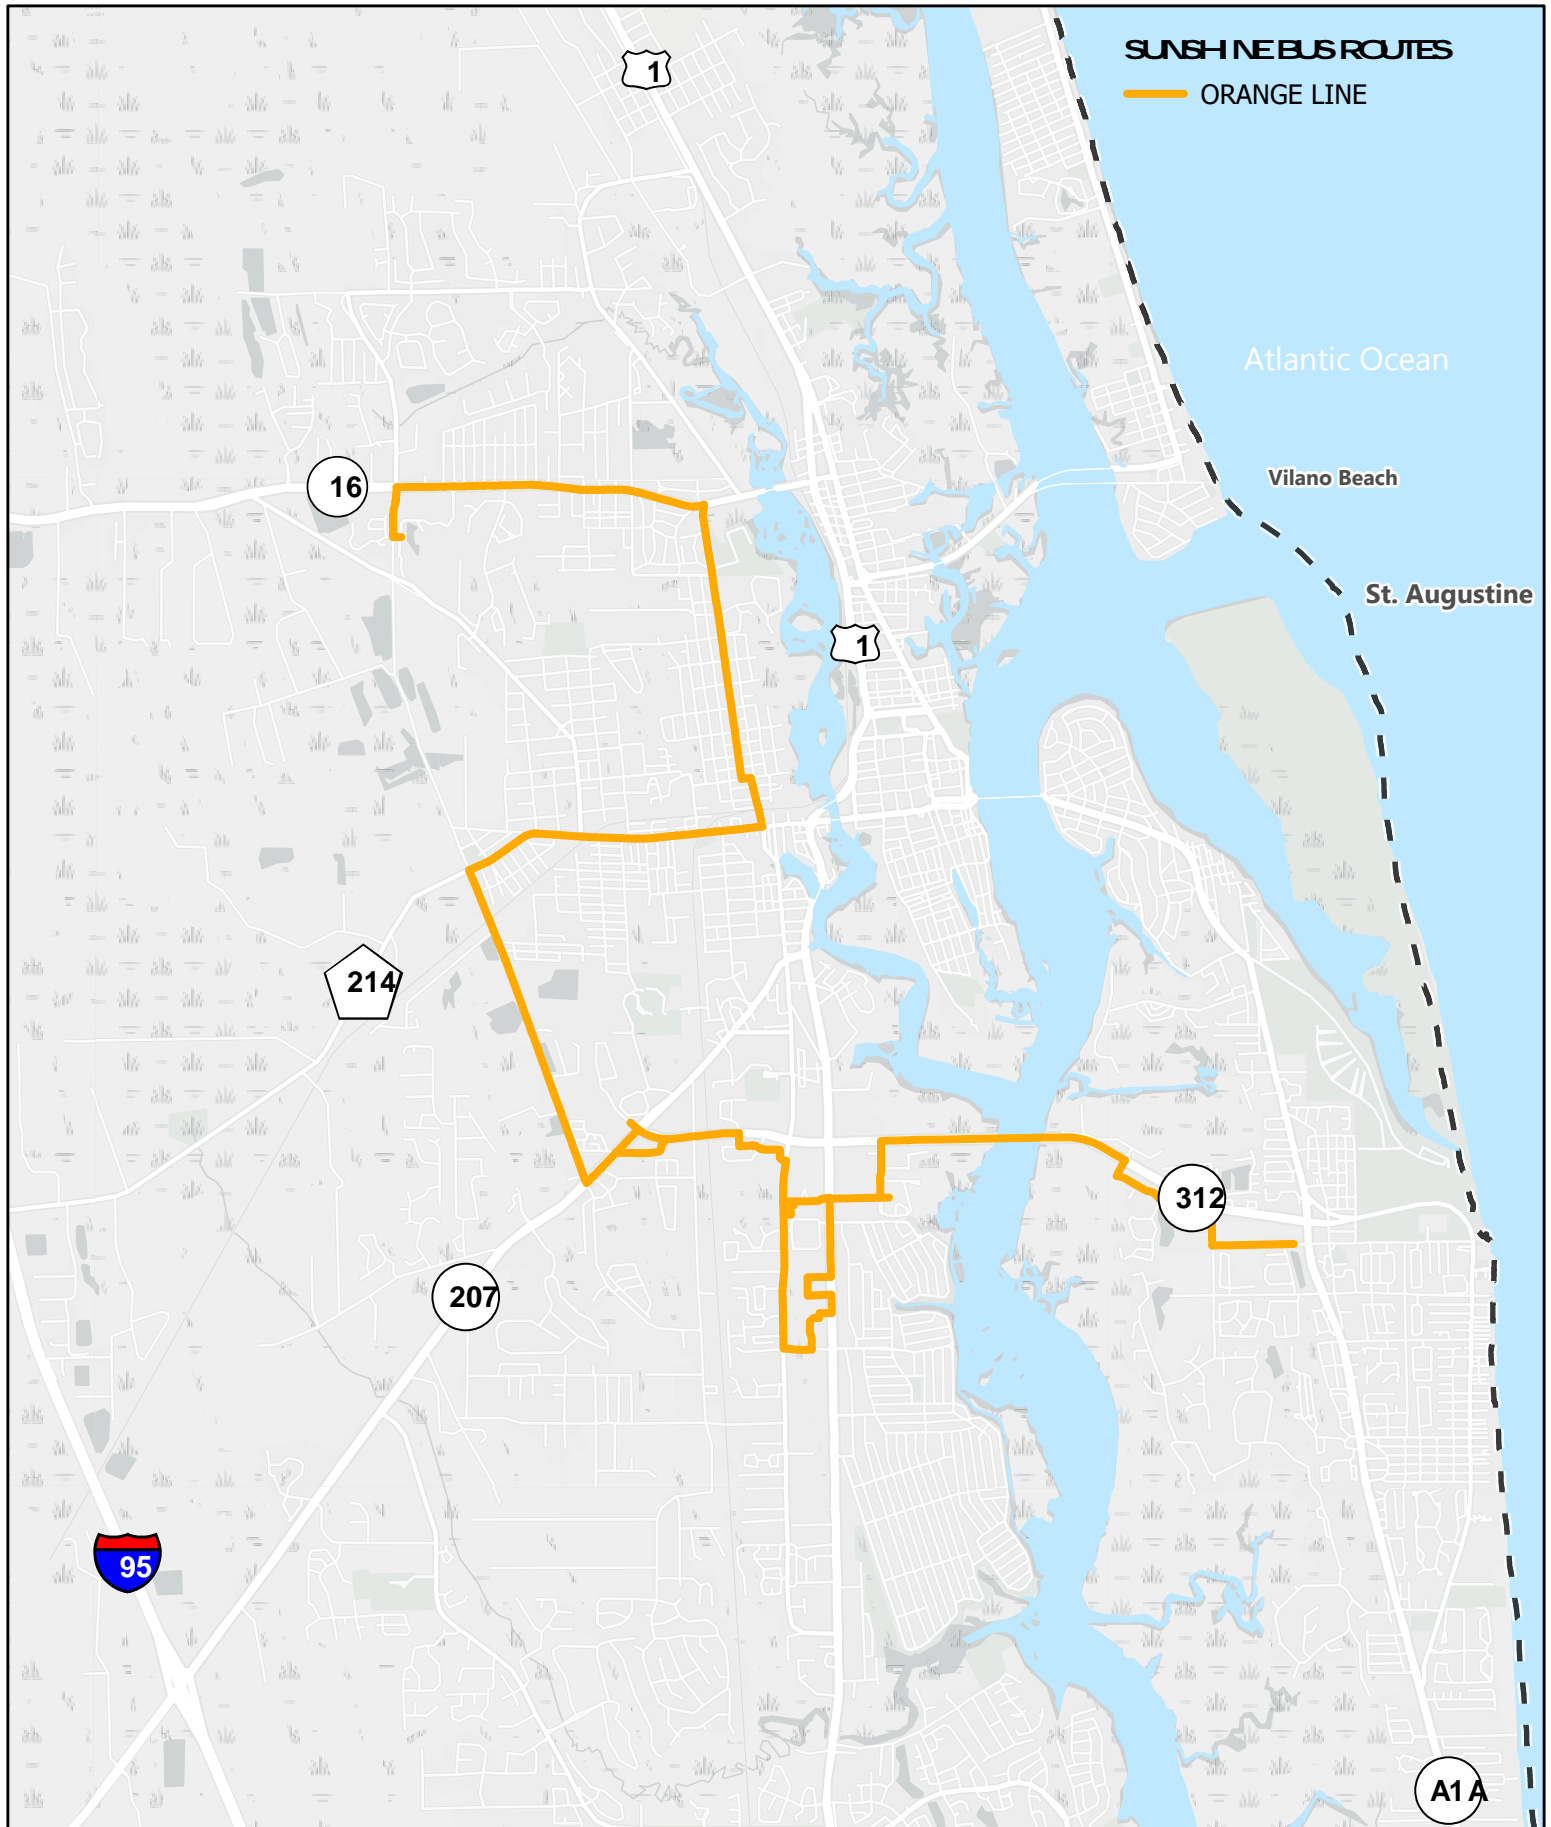 SUNSHINE BUS ROUTES
ORANGE LINE
1
Atlantic Ocean
Vilano Beach
16
St. Augustine
1
214
312
207
95
A1A